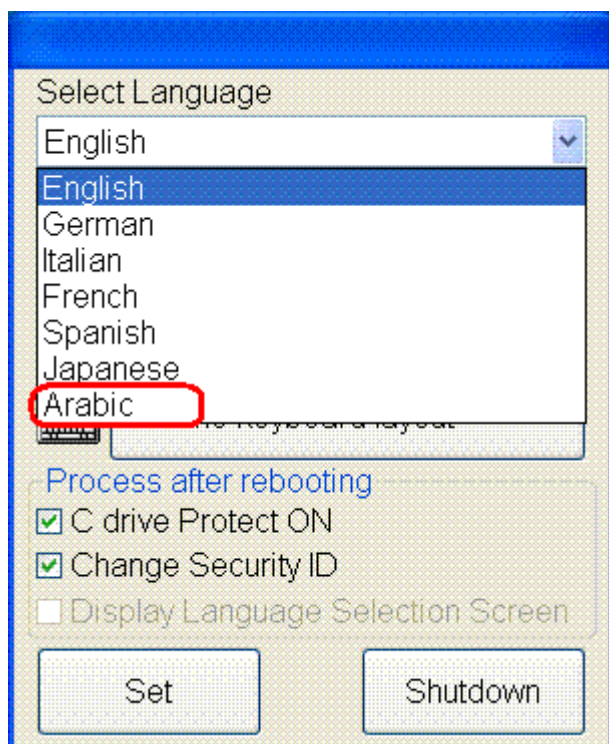 Select Language
English
English
German
Italian
French
Spanish
Japanese
Arabic
Process after rebooting
C drive Protect ON
Change Security ID
Display Language Selection Screen
Set
Shutdown